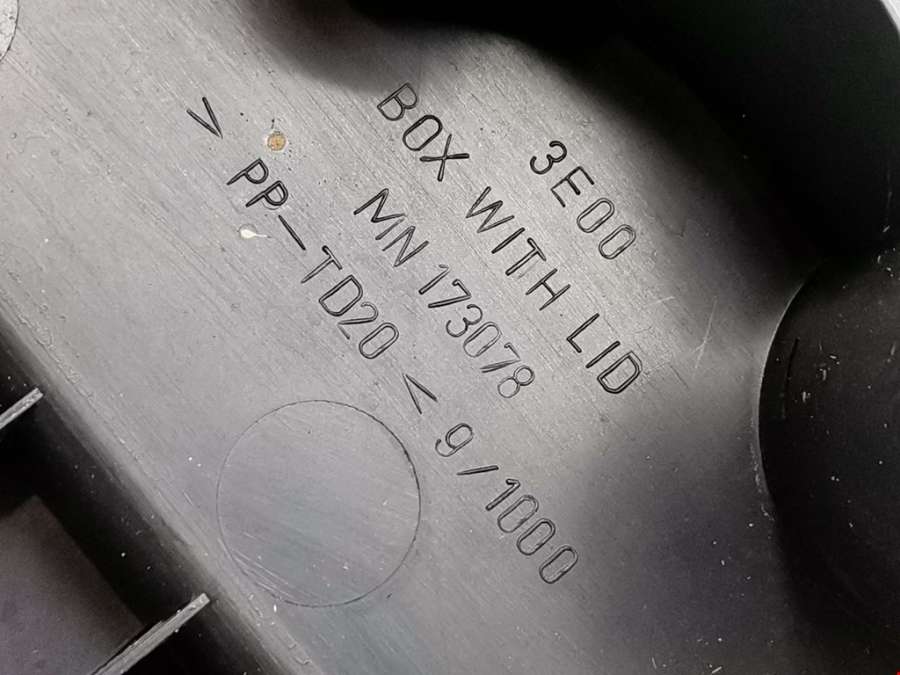 3E00
BOX WITH LID
MN 173078
> PP-TD20 < 9/1000